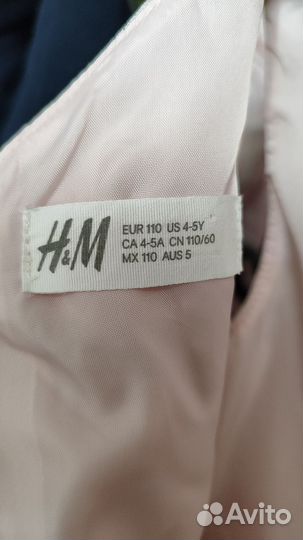 H&M
EUR 110 US 4-5Y
CA 4-5A CN 110/60
MX 110 AUS 5
Avito